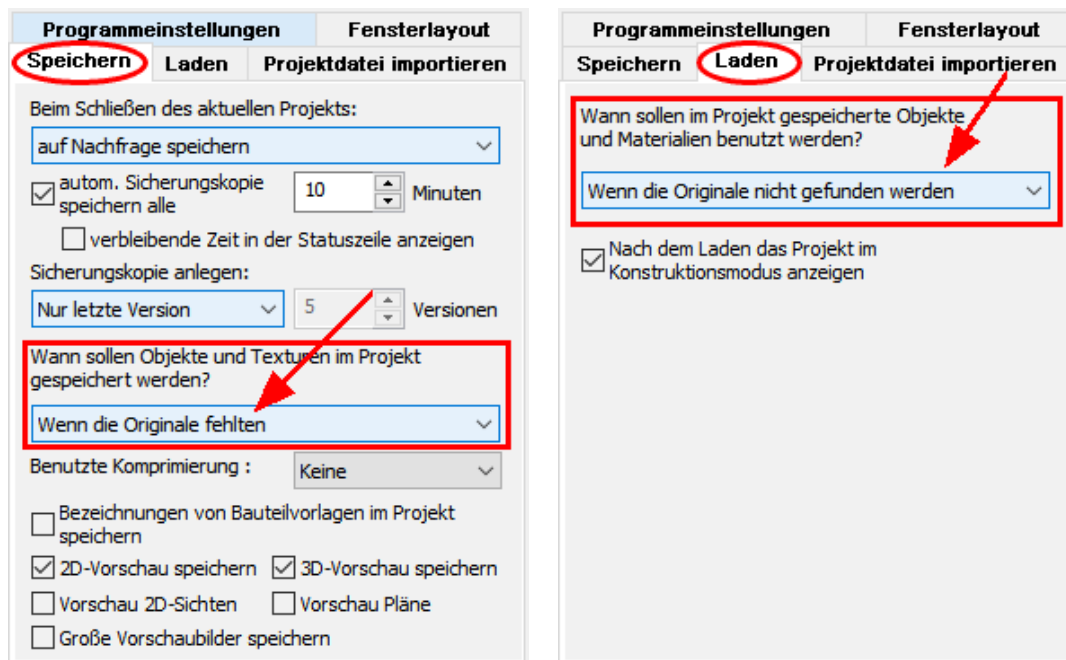 Programmeinstellungen Fensterlayout
Speichern Laden Projektdatei importieren
Beim Schließen des aktuellen Projekts:
auf Nachfrage speichern
autom. Sicherungskopie
speichern alle
10 Minuten
verbleibende Zeit in der Statuszeile anzeigen
Sicherungskopie anlegen:
Nur letzte Version 5 Versionen
Wann sollen Objekte und Texturen im Projekt
gespeichert werden?
Wenn die Originale fehlten
Benutzte Komprimierung : Keine
Bezeichnungen von Bauteilvorlagen im Projekt
speichern
2D-Vorschau speichern 3D-Vorschau speichern
Vorschau 2D-Sichten Vorschau Pläne
Große Vorschaubilder speichern
Programmeinstellungen Fensterlayout
Speichern Laden Projektdatei importieren
Wann sollen im Projekt gespeicherte Objekte
und Materialien benutzt werden?
Wenn die Originale nicht gefunden werden
Nach dem Laden das Projekt im
Konstruktionsmodus anzeigen